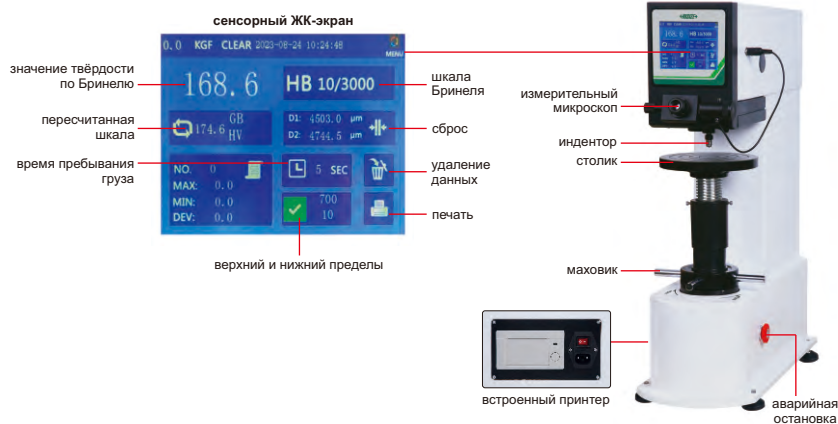 сенсорный ЖК-экран
0.0 KGF CLEAR 2023-08-24 10:24:48
MENU
168.6
HB 10/3000
174.6 GB
HV
D1: 4503.0 μm
D2: 4744.5 μm
NO. 0
MAX: 0.0
MIN: 0.0
DEV: 0.0
5 SEC
700
10
значение твёрдости
по Бринелю
пересчитанная
шкала
время пребывания
груза
шкала
Бринеля
сброс
удаление
данных
печать
верхний и нижний пределы
измерительный
микроскоп
индентор
столик
маховик
встроенный принтер
аварийная
остановка